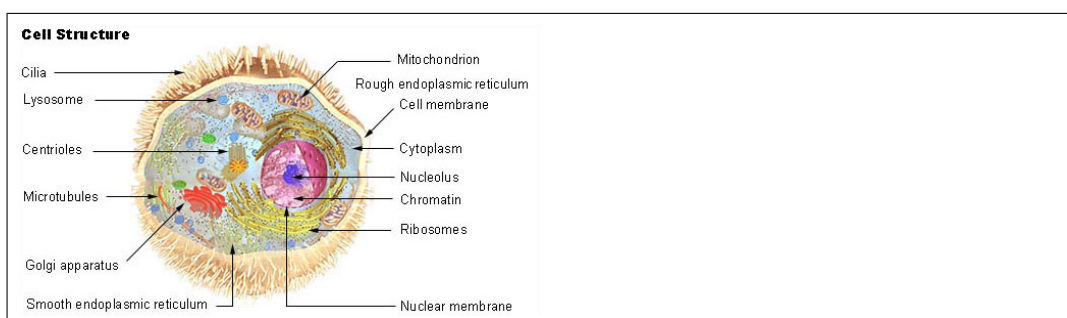 Cell Structure
Cilia
Lysosome
Centrioles
Microtubules
Golgi apparatus
Smooth endoplasmic reticulum
Mitochondrion
Rough endoplasmic reticulum
Cell membrane
Cytoplasm
Nucleolus
Chromatin
Ribosomes
Nuclear membrane